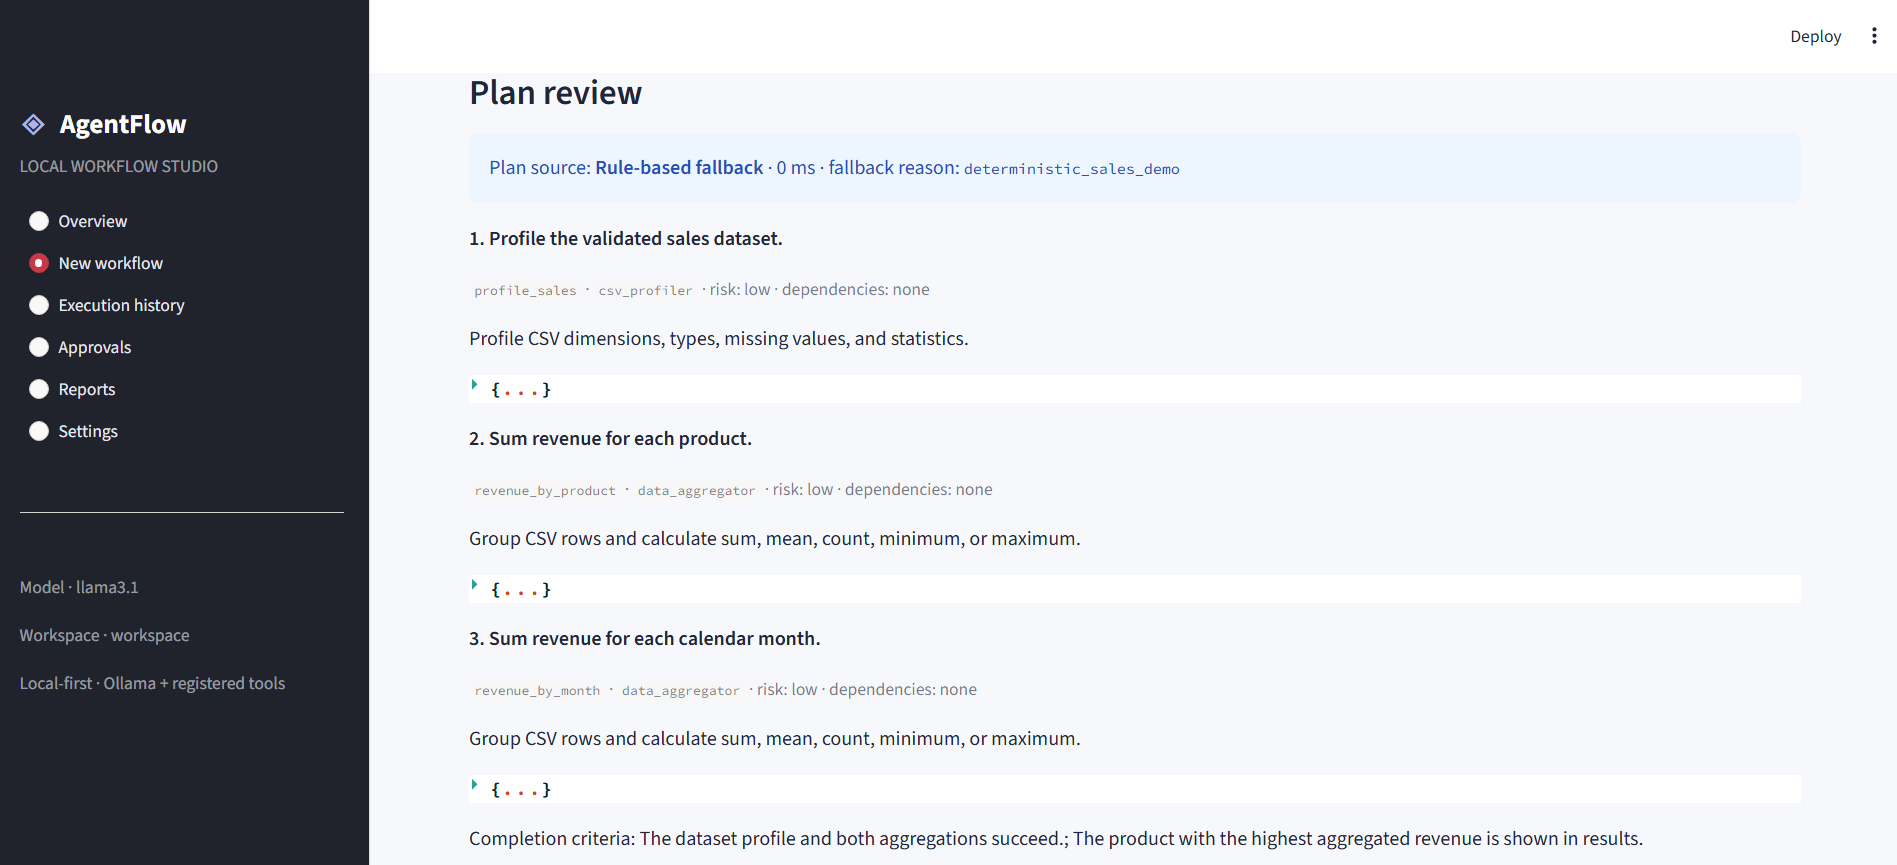 Deploy
AgentFlow
LOCAL WORKFLOW STUDIO
Overview
New workflow
Execution history
Approvals
Reports
Settings
Model · llama3.1
Workspace · workspace
Local-first · Ollama + registered tools
Plan review
Plan source: Rule-based fallback · 0 ms · fallback reason: deterministic_sales_demo
1. Profile the validated sales dataset.
profile_sales · csv_profiler · risk: low · dependencies: none
Profile CSV dimensions, types, missing values, and statistics.
{...}
2. Sum revenue for each product.
revenue_by_product · data_aggregator · risk: low · dependencies: none
Group CSV rows and calculate sum, mean, count, minimum, or maximum.
{...}
3. Sum revenue for each calendar month.
revenue_by_month · data_aggregator · risk: low · dependencies: none
Group CSV rows and calculate sum, mean, count, minimum, or maximum.
{...}
Completion criteria: The dataset profile and both aggregations succeed.; The product with the highest aggregated revenue is shown in results.